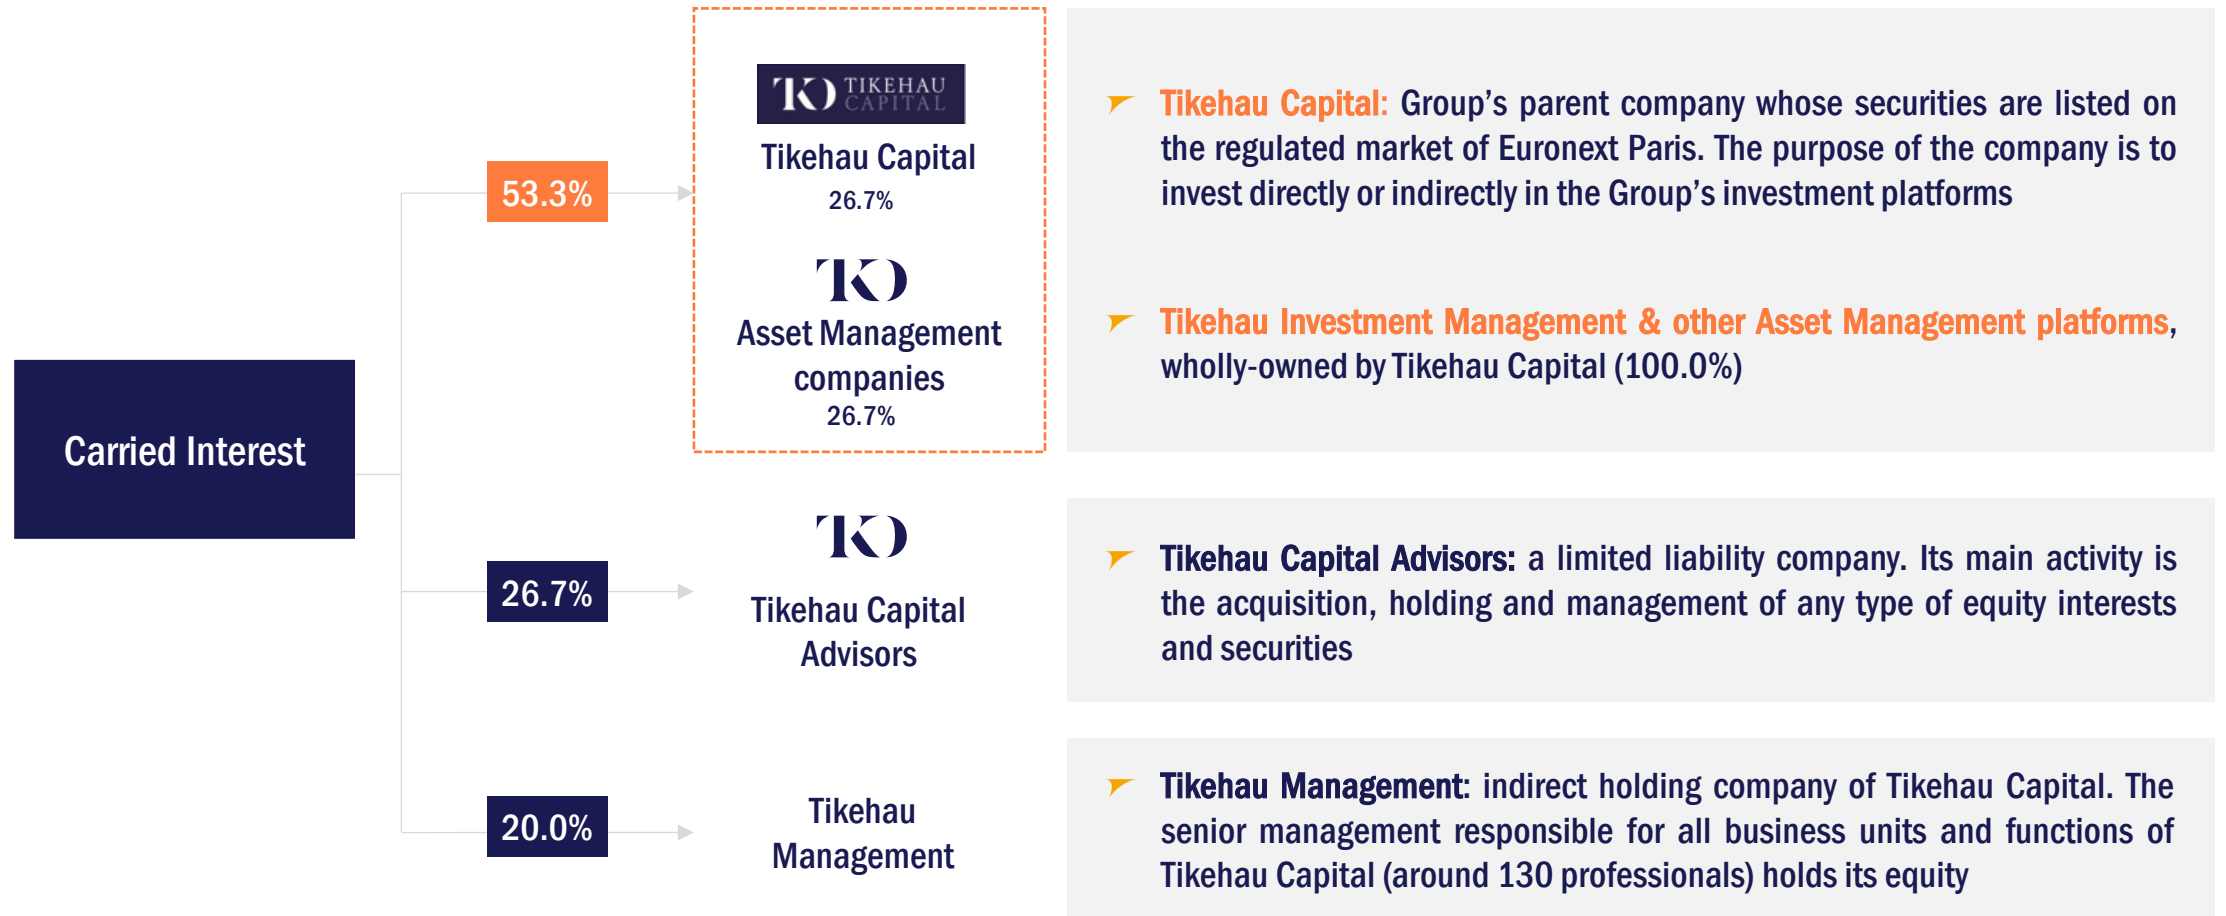 Carried Interest
53.3%
TKO TIKEHAU
CAPITAL
Tikehau Capital
26.7%
TKO
Asset Management
companies
26.7%
Tikehau Capital: Group’s parent company whose securities are listed on
the regulated market of Euronext Paris. The purpose of the company is to
invest directly or indirectly in the Group’s investment platforms
Tikehau Investment Management & other Asset Management platforms,
wholly-owned by Tikehau Capital (100.0%)
26.7%
TKO
Tikehau Capital
Advisors
Tikehau Capital Advisors: a limited liability company. Its main activity is
the acquisition, holding and management of any type of equity interests
and securities
20.0%
Tikehau
Management
Tikehau Management: indirect holding company of Tikehau Capital. The
senior management responsible for all business units and functions of
Tikehau Capital (around 130 professionals) holds its equity